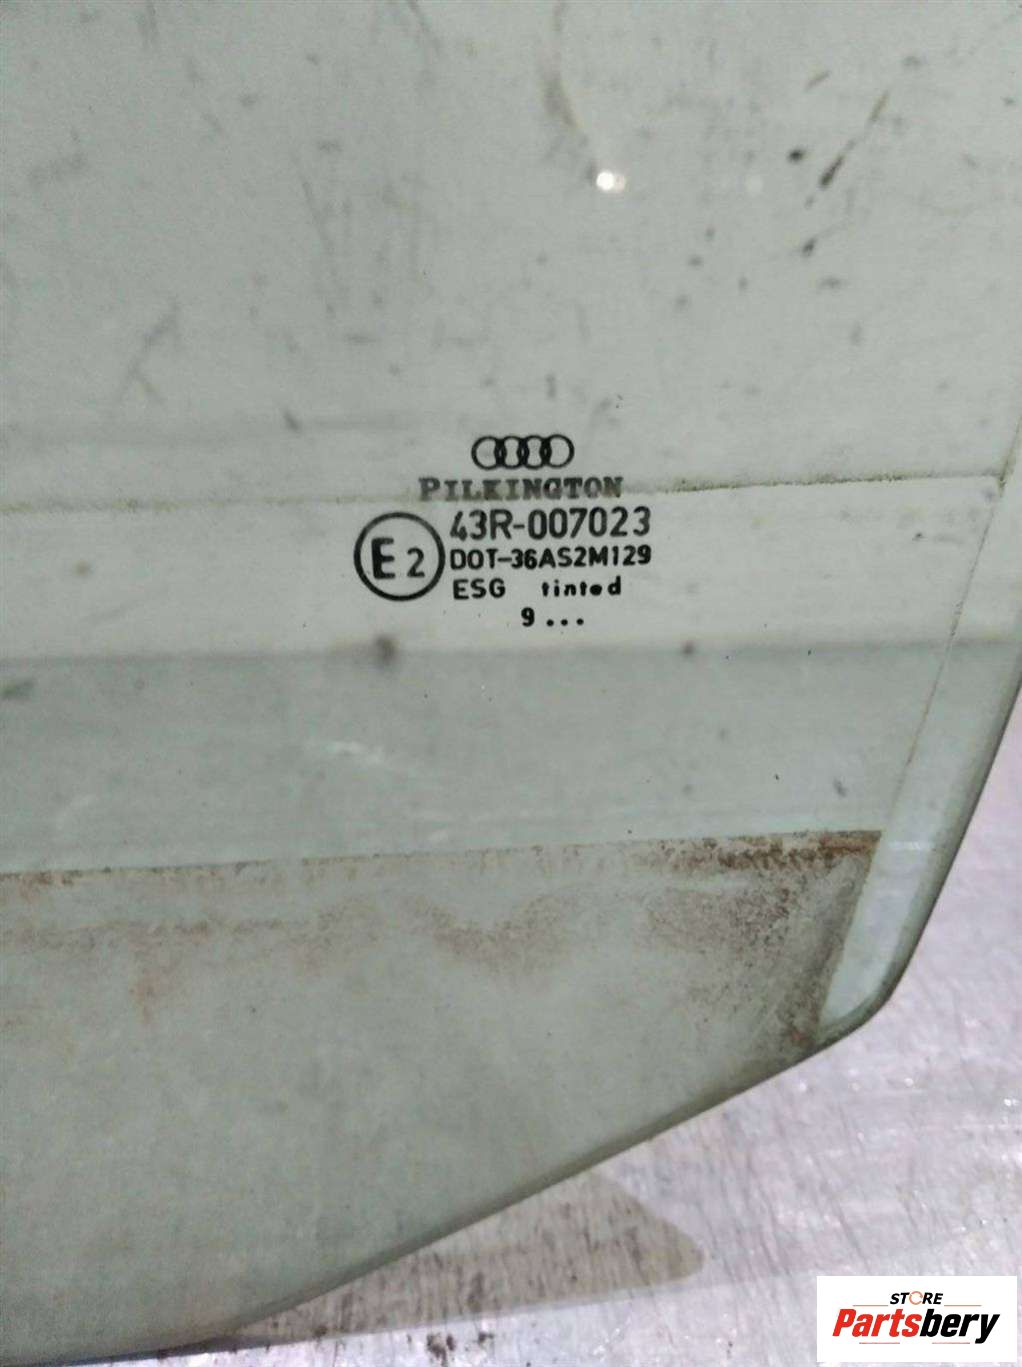 PILKINGTON
43R-007023
E2
DOT-36AS2M129
ESG tinted
9...
STORE
Partsbery